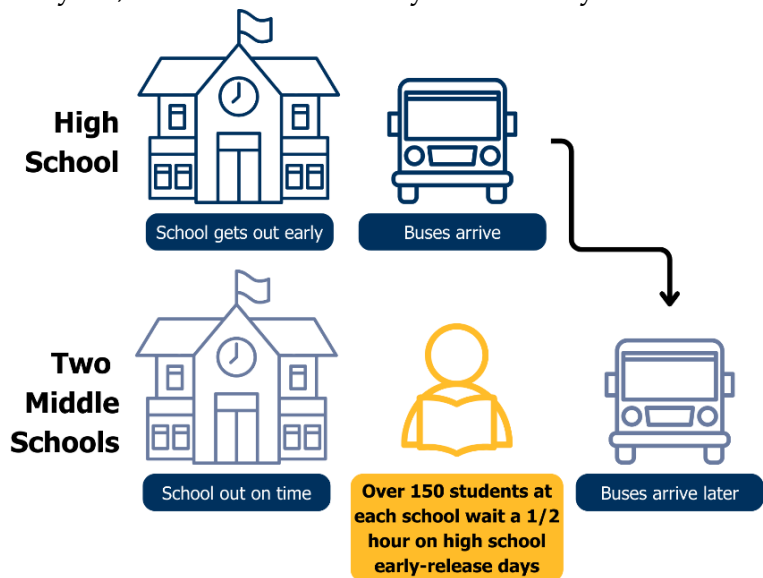 High
School
School gets out early
Buses arrive
Two
Middle
Schools
School out on time
Over 150 students at
each school wait a 1/2
hour on high school
early-release days
Buses arrive later